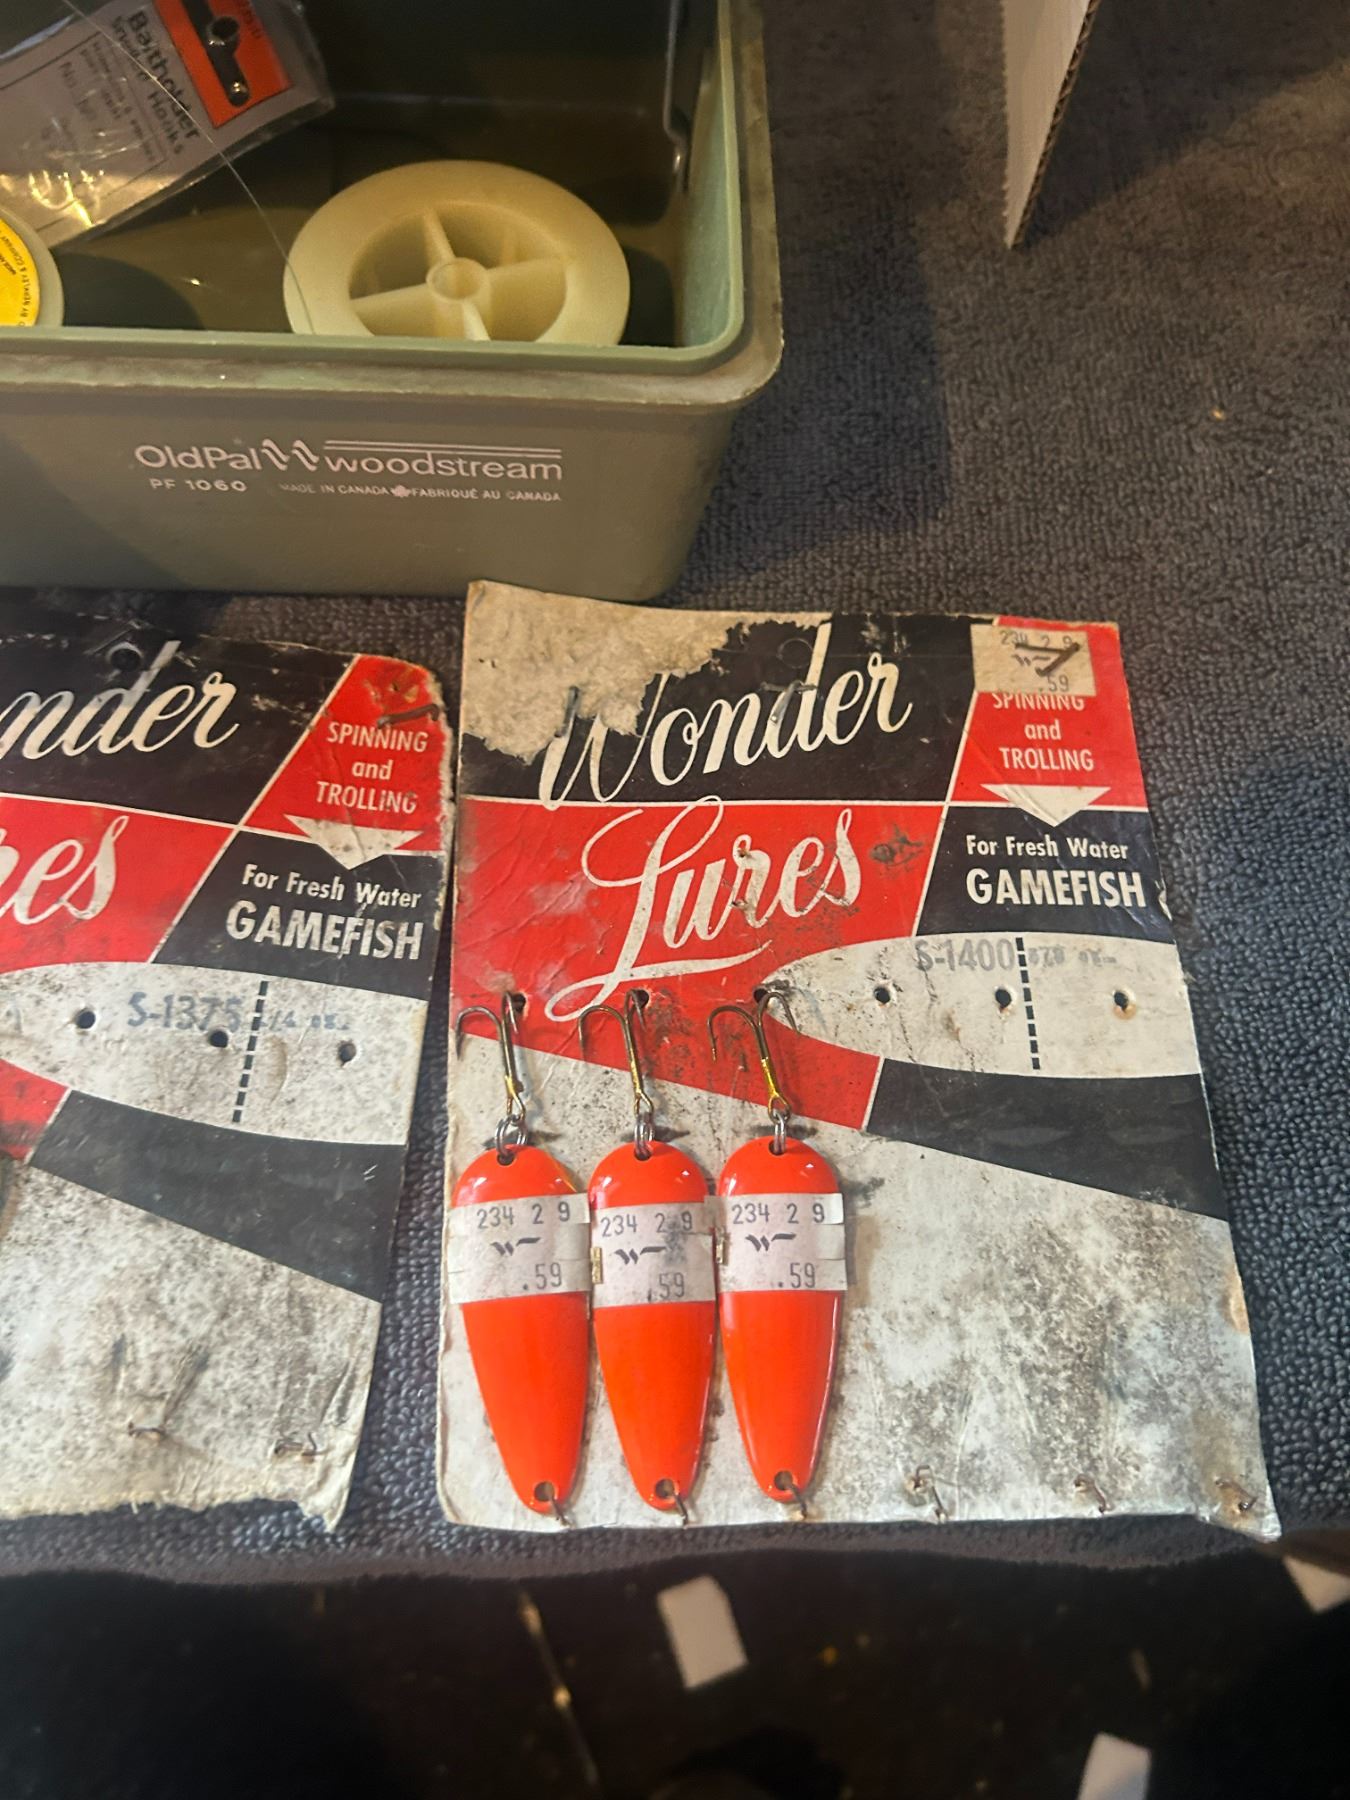 Baitholder
OldPal woodstream
PF 1060 MADE IN CANADA FABRIQUÉ AU CANADA
nder
SPINNING
and
TROLLING
res
For Fresh Water
GAMEFISH
S-1375
Wonder
Lures
234 2 9
.59
SPINNING
and
TROLLING
For Fresh Water
GAMEFISH
S-1400
234 2 9
W
.59
234 2 9
W
.59
234 2 9
W
.59